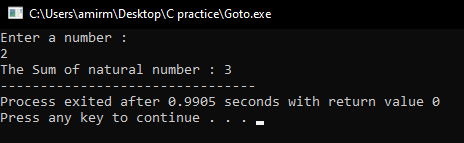 C:\Users\amirm\Desktop\C practice\Goto.exe
Enter a number :
2
The Sum of natural number : 3
--------------------------------
Process exited after 0.9905 seconds with return value 0
Press any key to continue . . .